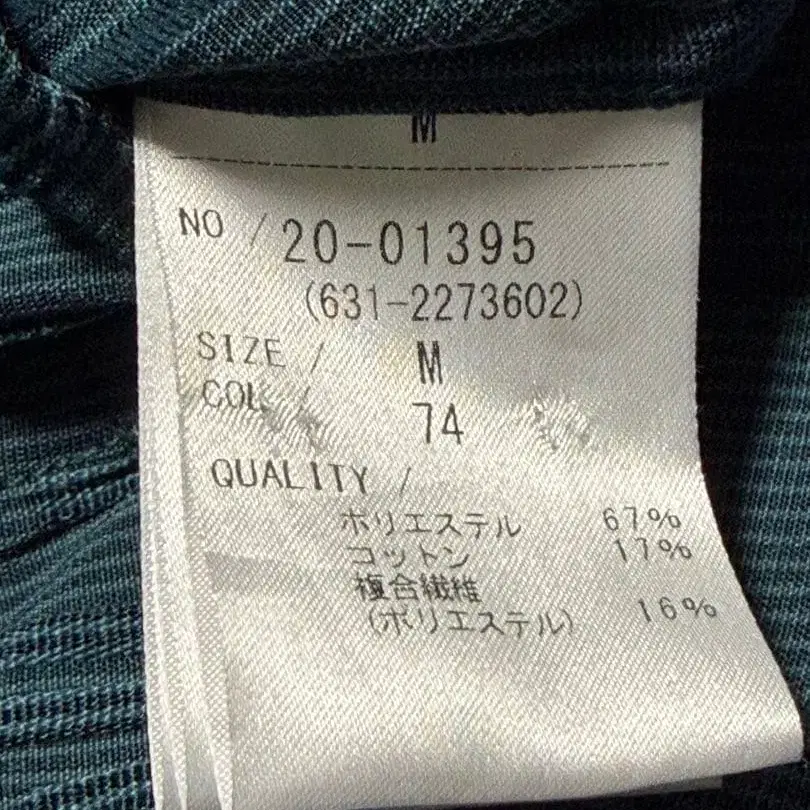 M
NO / 20-01395
(631-2273602)
SIZE / M
COL / 74
QUALITY /
ポリエステル 67%
コットン 17%
複合繊維
(ポリエステル) 16%